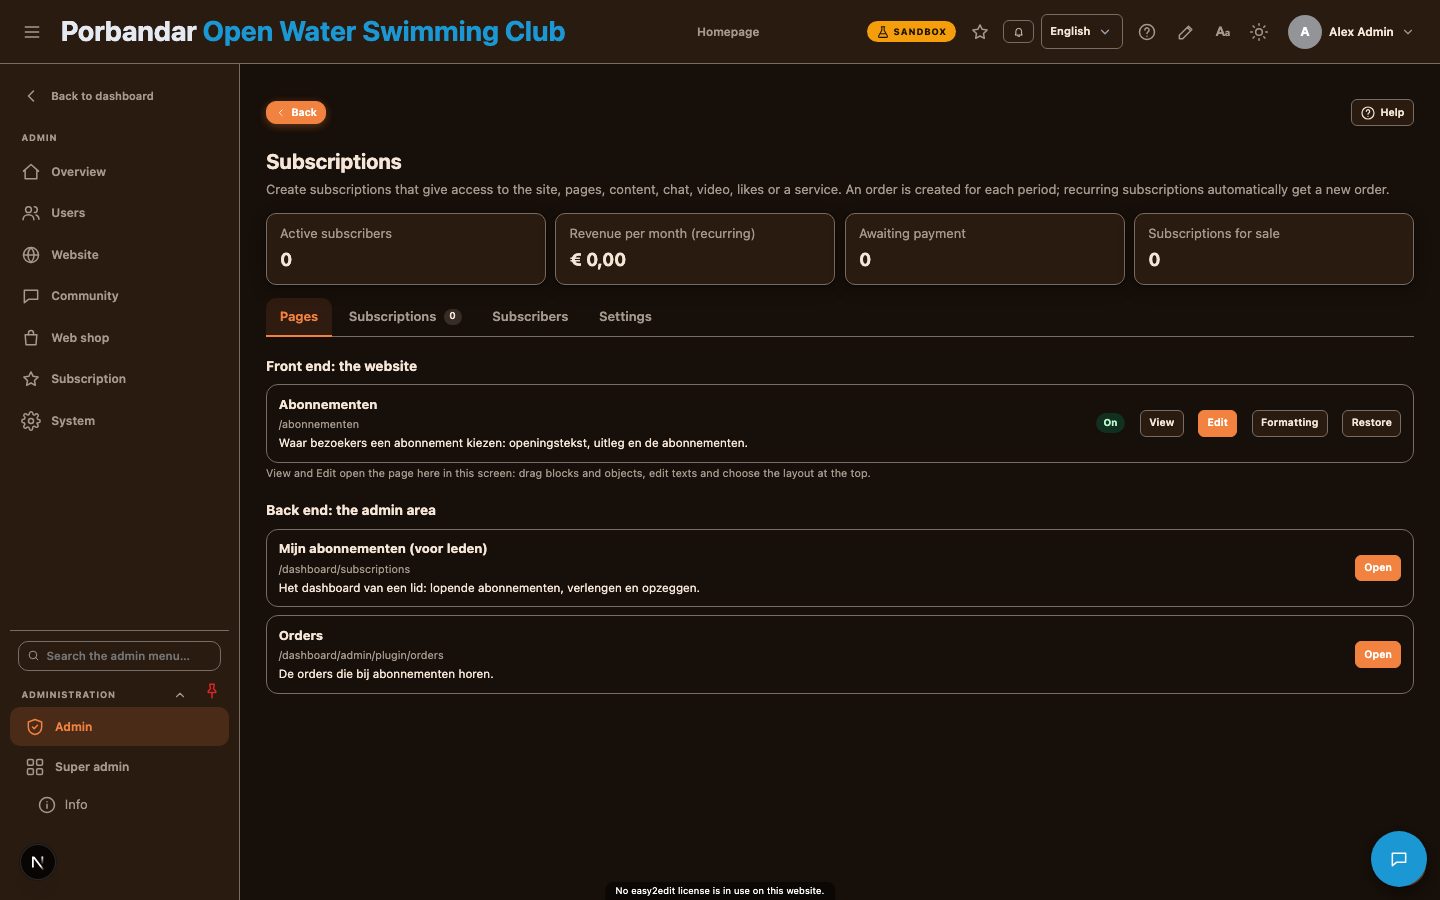 Porbandar Open Water Swimming Club
Homepage
SANDBOX
English
Aa
A
Alex Admin
Back to dashboard
ADMIN
Overview
Users
Website
Community
Web shop
Subscription
System
Search the admin menu...
ADMINISTRATION
Admin
Super admin
Info
N
Back
Help
Subscriptions
Create subscriptions that give access to the site, pages, content, chat, video, likes or a service. An order is created for each period; recurring subscriptions automatically get a new order.
Active subscribers
0
Revenue per month (recurring)
€ 0,00
Awaiting payment
0
Subscriptions for sale
0
Pages
Subscriptions 0
Subscribers
Settings
Front end: the website
Abonnementen
/abonnementen
Waar bezoekers een abonnement kiezen: openingstekst, uitleg en de abonnementen.
On
View
Edit
Formatting
Restore
View and Edit open the page here in this screen: drag blocks and objects, edit texts and choose the layout at the top.
Back end: the admin area
Mijn abonnementen (voor leden)
/dashboard/subscriptions
Het dashboard van een lid: lopende abonnementen, verlengen en opzeggen.
Open
Orders
/dashboard/admin/plugin/orders
De orders die bij abonnementen horen.
Open
No easy2edit license is in use on this website.